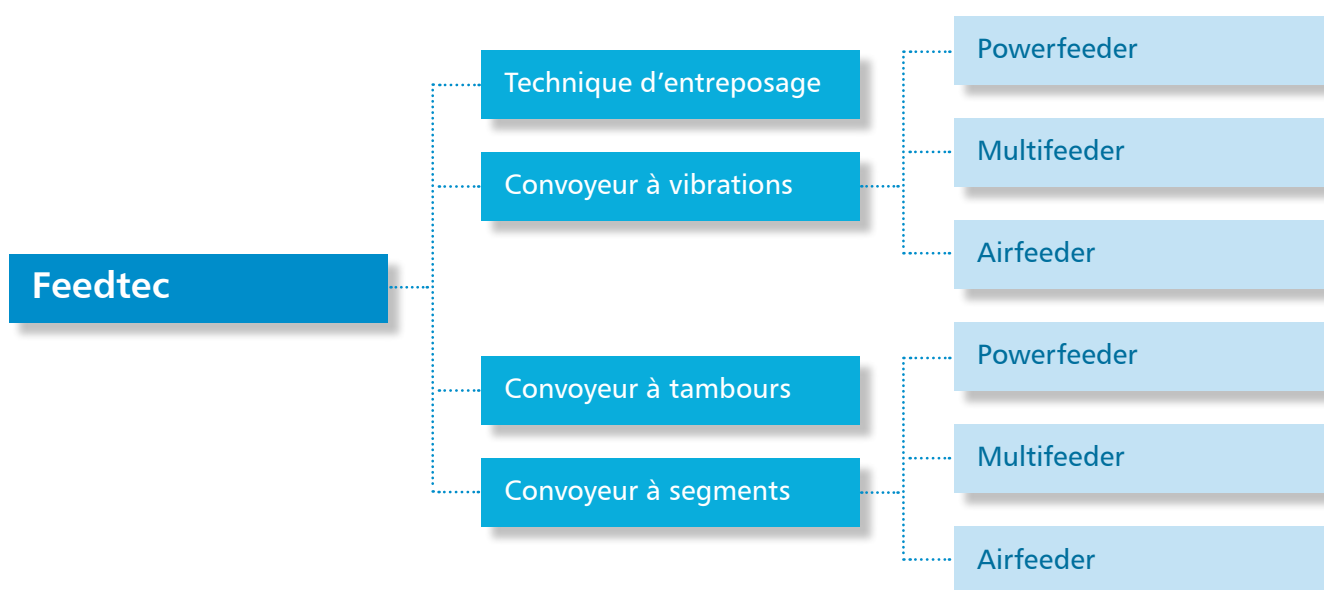 Feedtec
Technique d’entreposage
Convoyeur à vibrations
Powerfeeder
Multifeeder
Airfeeder
Convoyeur à tambours
Convoyeur à segments
Powerfeeder
Multifeeder
Airfeeder